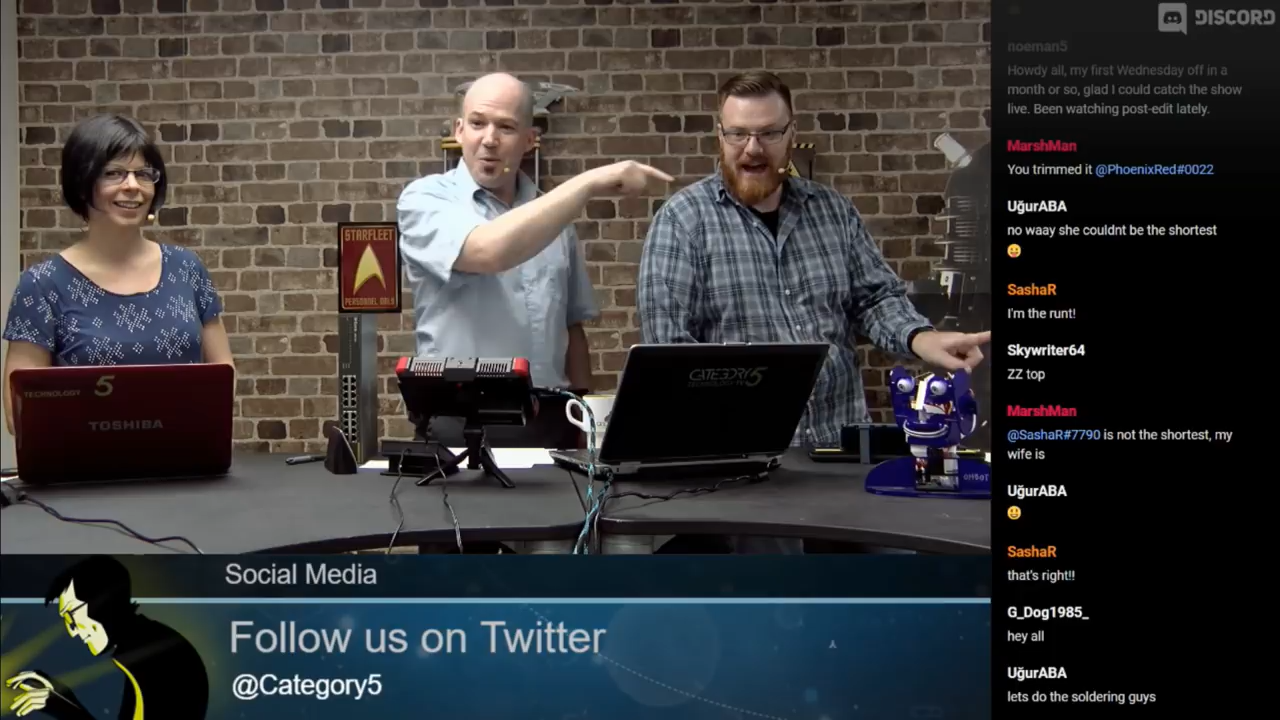 DISCORD
noeman5
Howdy all, my first Wednesday off in a
month or so, glad I could catch the show
live. Been watching post-edit lately.
MarshMan
You trimmed it @PhoenixRed#0022
UğurABA
no waay she couldnt be the shortest
SashaR
I'm the runt!
Skywriter64
ZZ top
MarshMan
@SashaR#7790 is not the shortest, my
wife is
UğurABA
SashaR
that's right!!
G_Dog1985_
hey all
UğurABA
lets do the soldering guys
STARFLEET
PERSONNEL ONLY
TECHNOLOGY 5
TOSHIBA
CATEGORY5
TECHNOLOGY TV
OHBOT
Social Media
Follow us on Twitter
@Category5